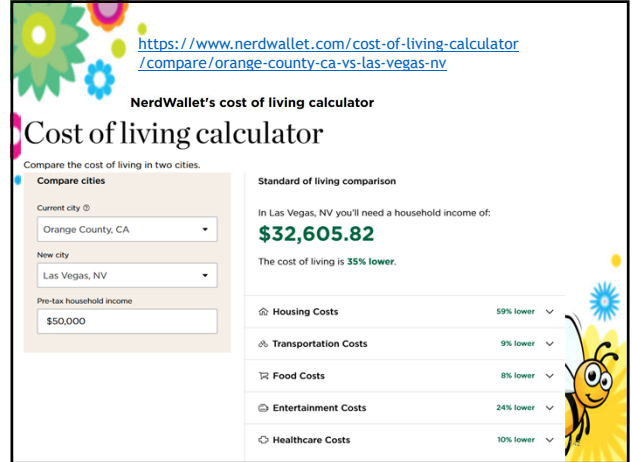 https://www.nerdwallet.com/cost-of-living-calculator
/compare/orange-county-ca-vs-las-vegas-nv
NerdWallet's cost of living calculator
Cost of living calculator
Compare the cost of living in two cities.
Compare cities
Current city
Orange County, CA
New city
Las Vegas, NV
Pre-tax household income
$50,000
Standard of living comparison
In Las Vegas, NV you'll need a household income of:
$32,605.82
The cost of living is 35% lower.
Housing Costs 59% lower
Transportation Costs 9% lower
Food Costs 8% lower
Entertainment Costs 24% lower
Healthcare Costs 10% lower